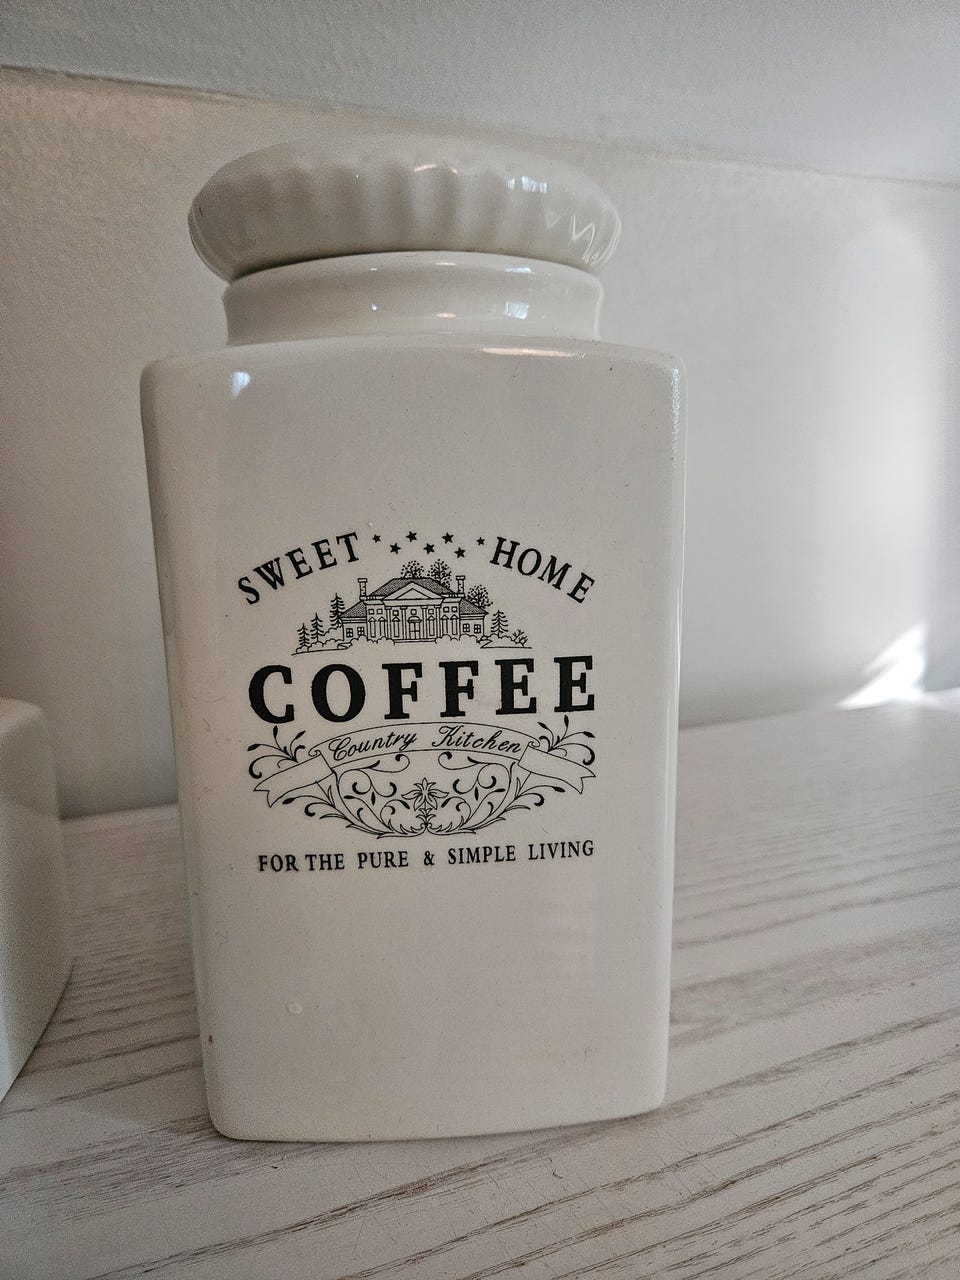 SWEET HOME
COFFEE
Country Kitchen
FOR THE PURE & SIMPLE LIVING